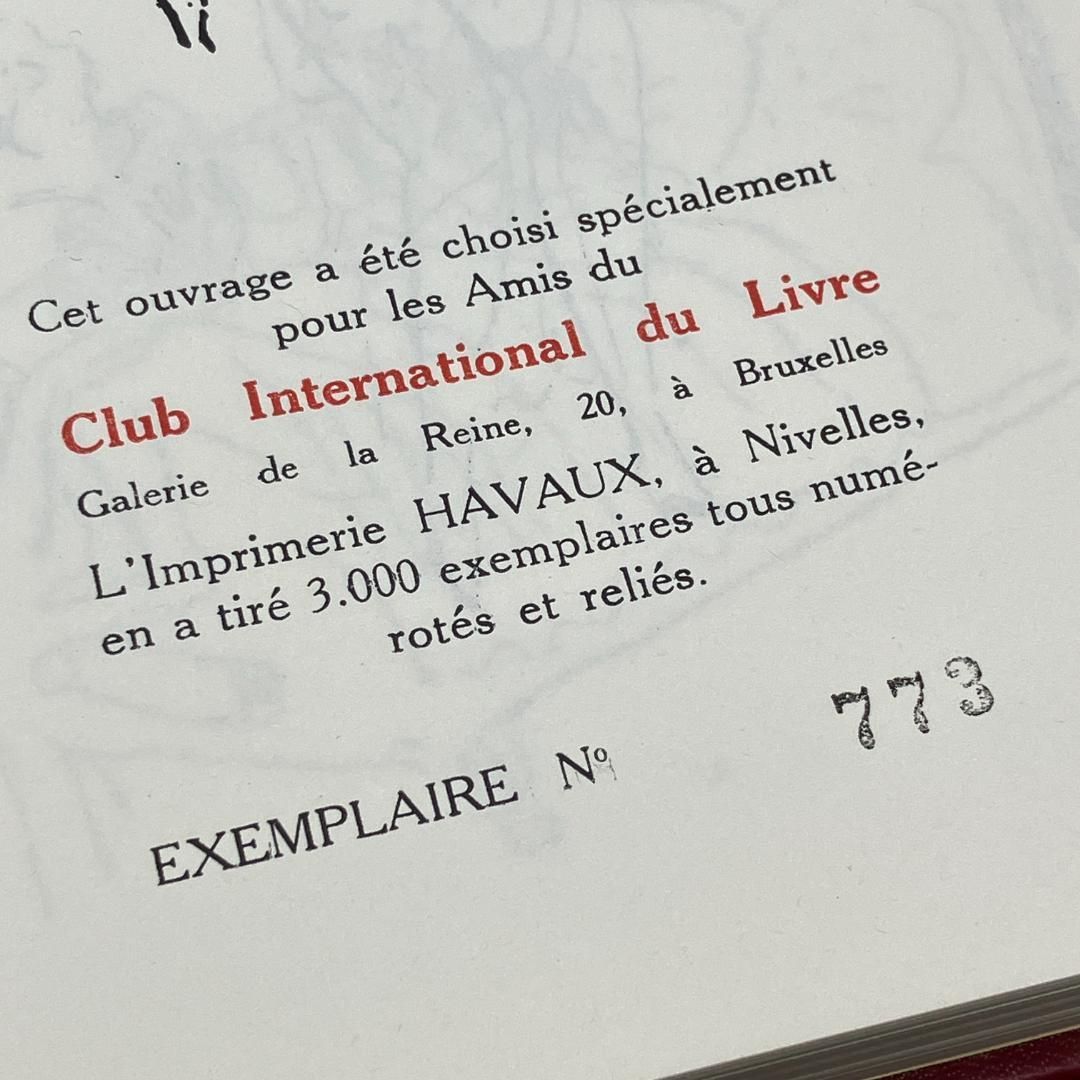 Cet ouvrage a été choisi spécialement
pour les Amis du
Club International du Livre
Galerie de la Reine, 20, à Bruxelles
L'Imprimerie HAVAUX, à Nivelles,
en a tiré 3.000 exemplaires tous numé-
rotés et reliés.
EXEMPLAIRE Nº 773